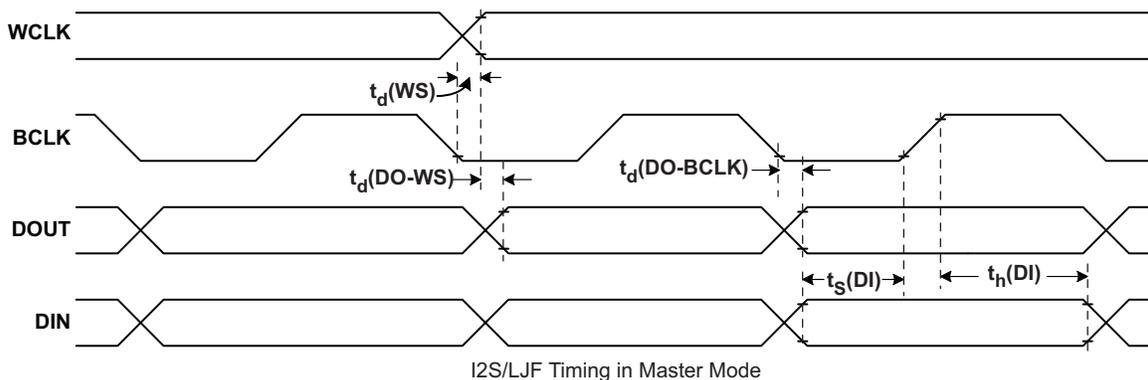 WCLK
td(WS)
BCLK
td(DO-WS)
td(DO-BCLK)
DOUT
tS(DI)
th(DI)
DIN
I2S/LJF Timing in Master Mode